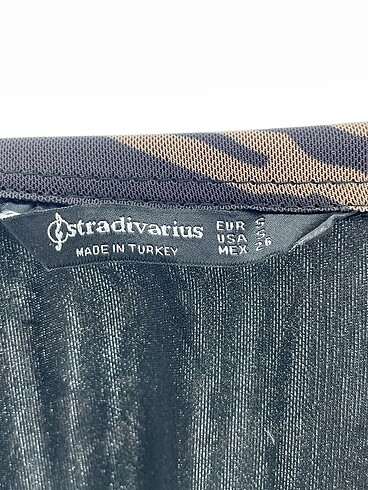 stradivarius
MADE IN TURKEY
EUR S
USA S
MEX 26